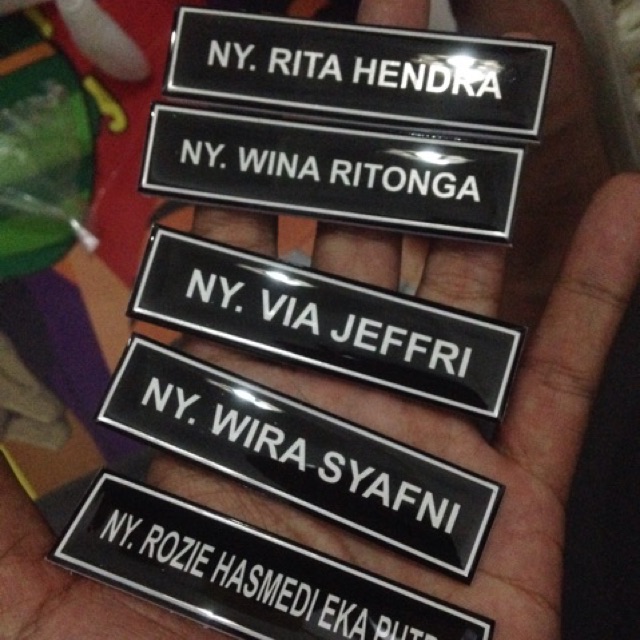 NY. RITA HENDRA
NY. WINA RITONGA
NY. VIA JEFFRI
NY. WIRA SYAFNI
NY. ROZIE HASMEDI EKA